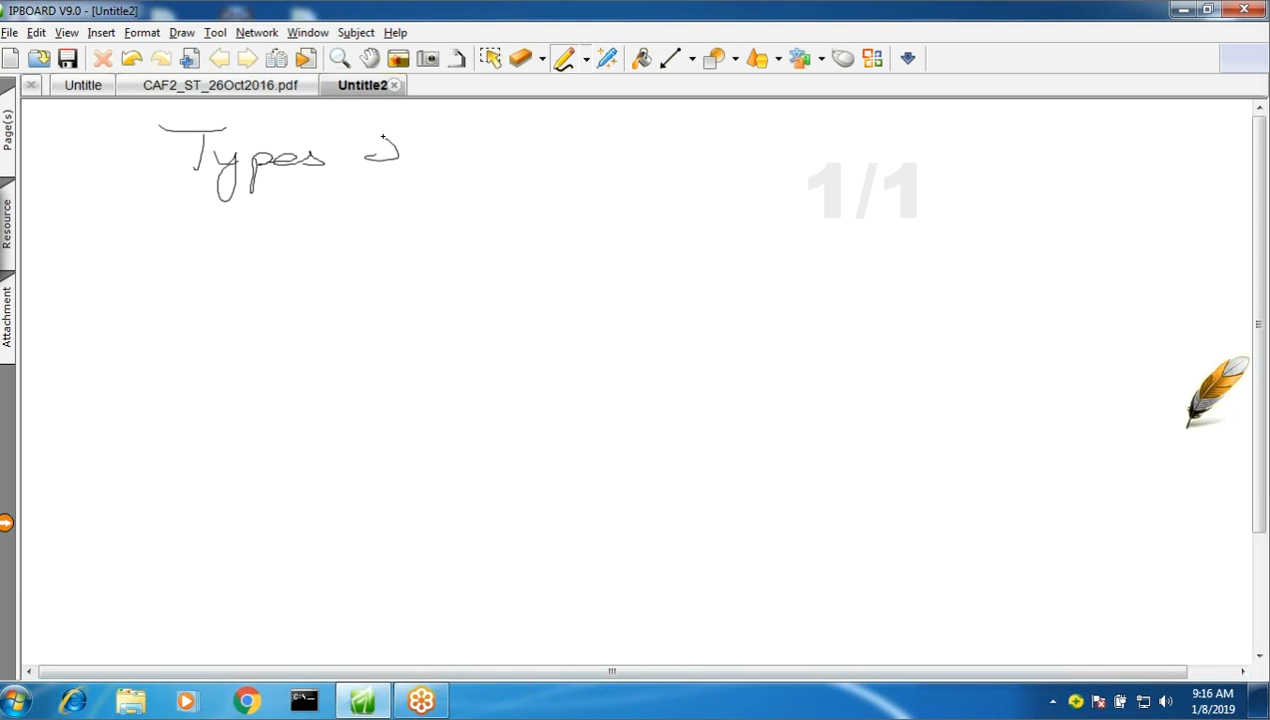 IPBOARD V9.0 - [Untitle2]
File Edit View Insert Format Draw Tool Network Window Subject Help
Untitle CAF2_ST_26Oct2016.pdf Untitle2
Page(s)
Resource
Attachment
Types
1/1
9:16 AM
1/8/2019